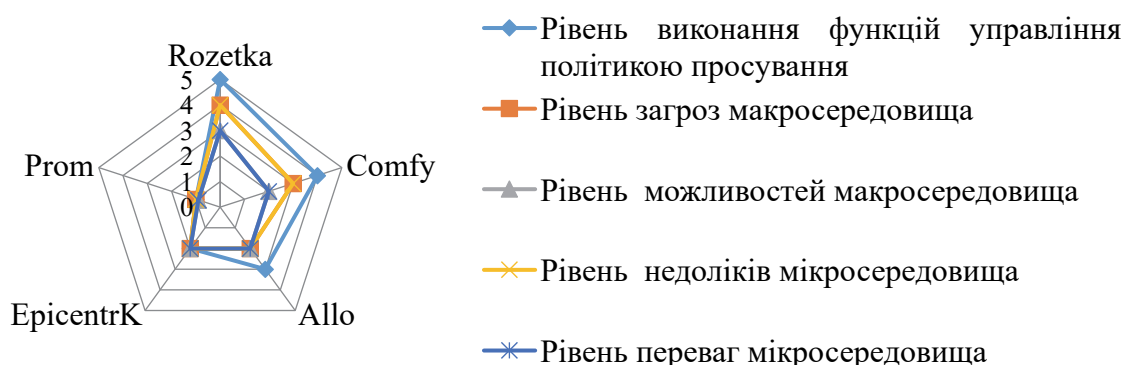 Rozetka
5
4
3
2
1
0
Prom
Comfy
EpicentrK
Allo
Рівень виконання функцій управління
політикою просування
Рівень загроз макросередовища
Рівень можливостей макросередовища
Рівень недоліків мікросередовища
Рівень переваг мікросередовища